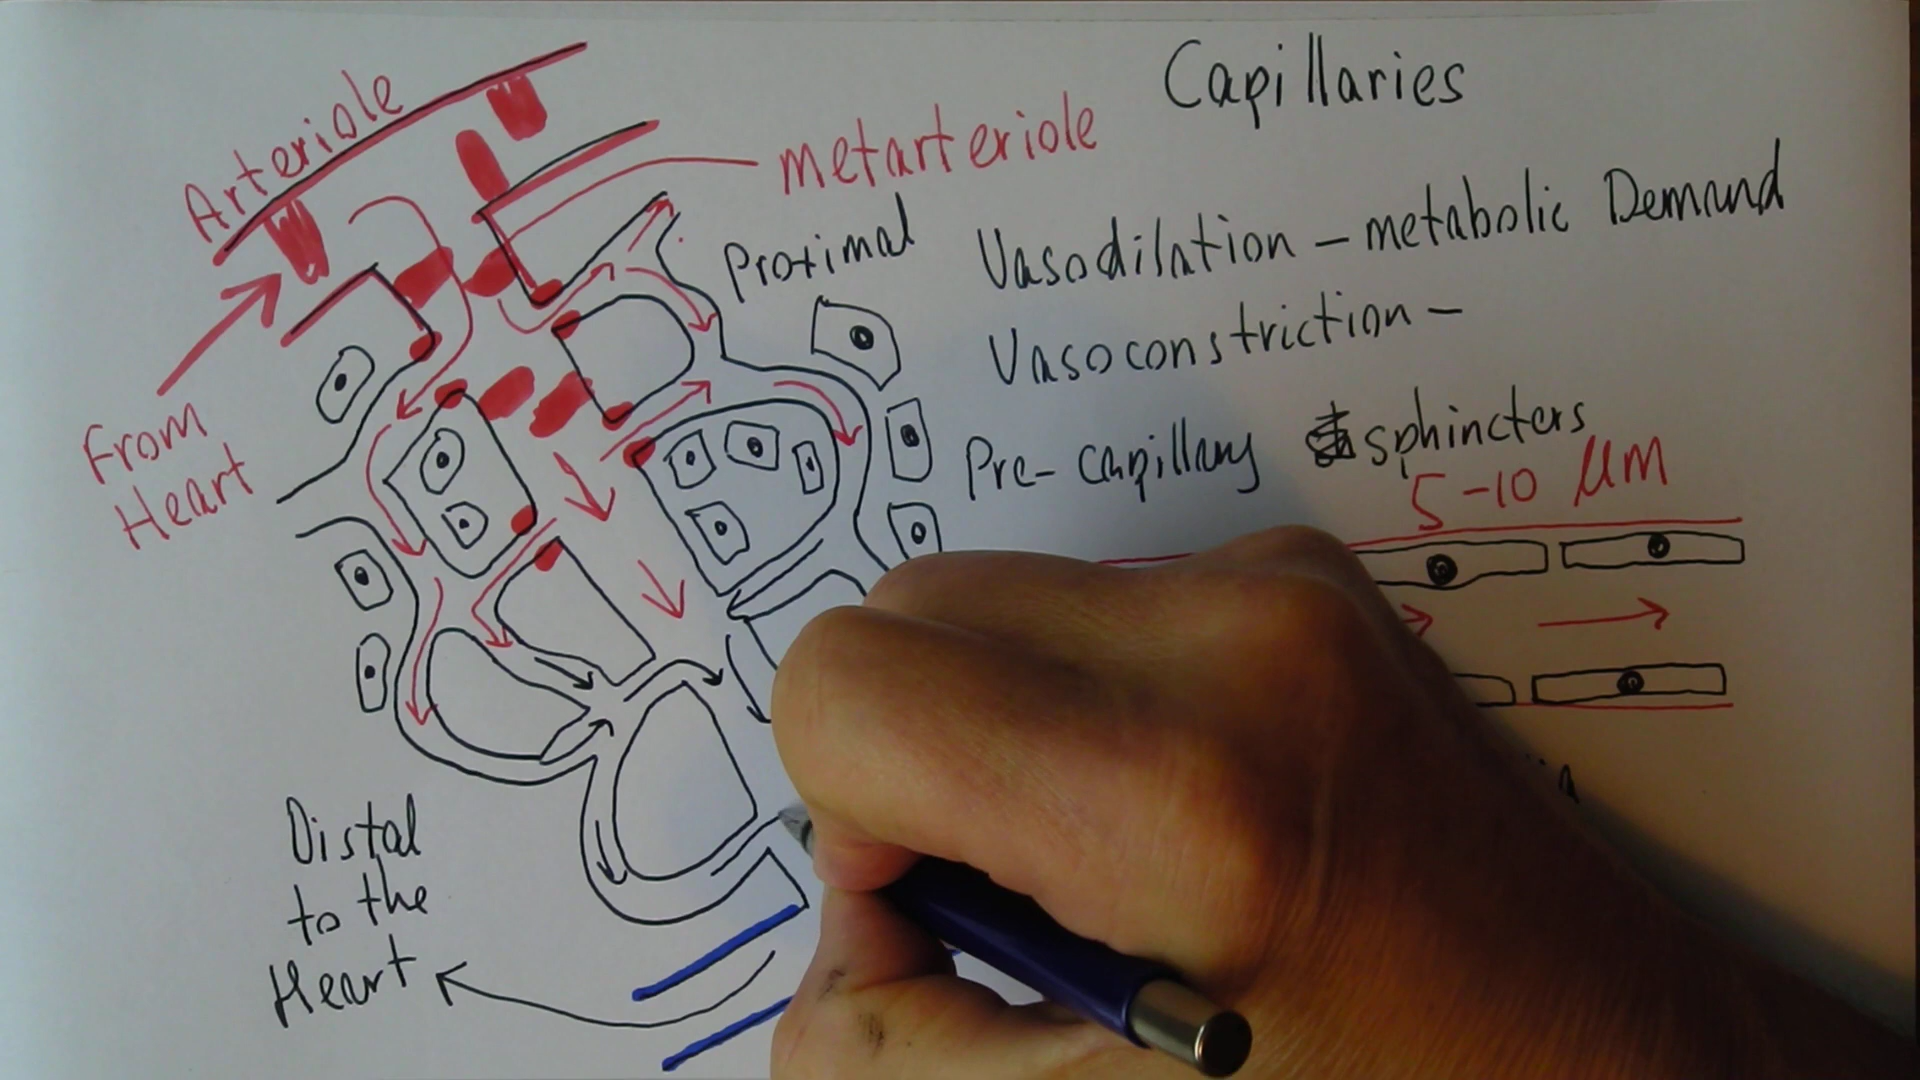 Capillaries
Arteriole
metarteriole
Proximal
Vasodilation - metabolic Demand
Vasoconstriction -
Pre-capillary sphincters
5-10 μm
From
Heart
Distal
to the
Heart